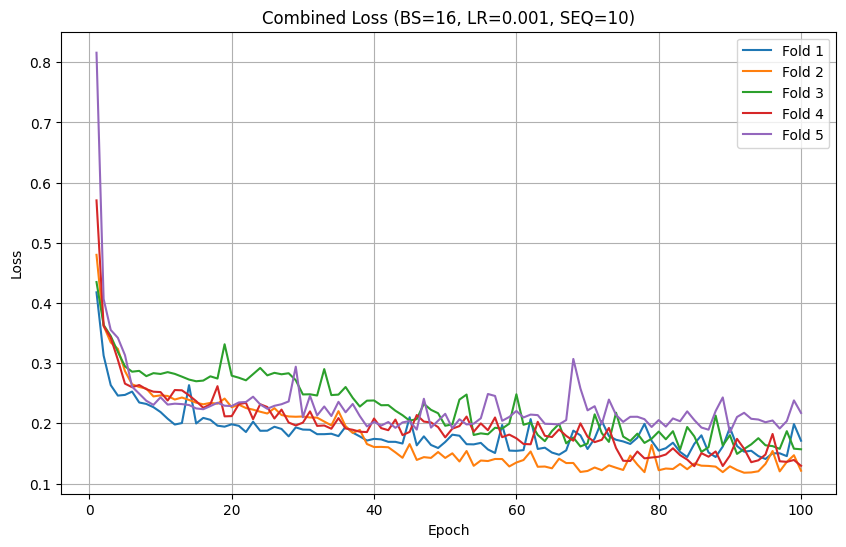 Combined Loss (BS=16, LR=0.001, SEQ=10)
Fold 1
Fold 2
Fold 3
Fold 4
Fold 5
0.8
0.7
0.6
0.5
0.4
0.3
0.2
0.1
Loss
0
20
40
60
80
100
Epoch